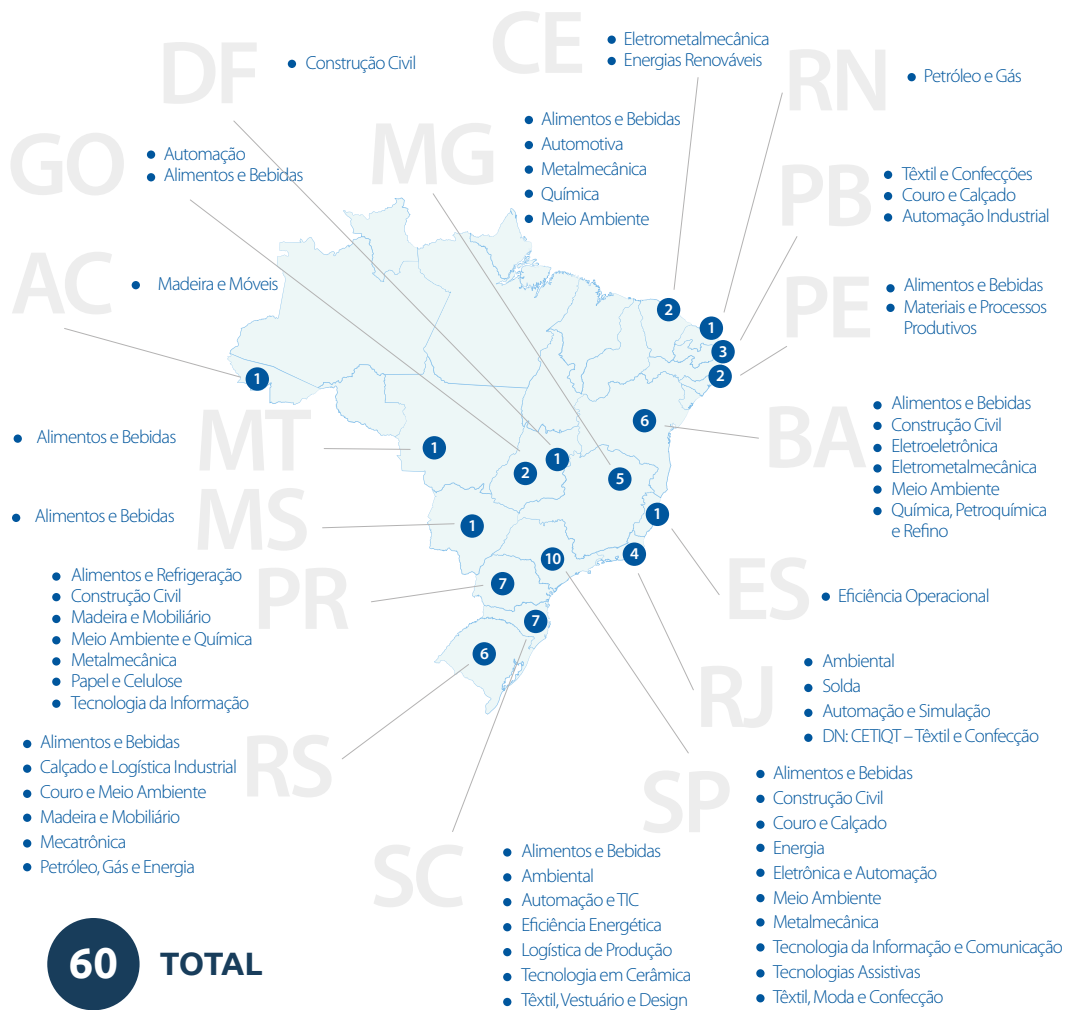 DF
Construção Civil
CE
Eletrometalmecânica
Energias Renováveis
RN
Petróleo e Gás
GO
Automação
Alimentos e Bebidas
MG
Alimentos e Bebidas
Automotiva
Metalmecânica
Química
Meio Ambiente
PB
Têxtil e Confecções
Couro e Calçado
Automação Industrial
AC
Madeira e Móveis
PE
Alimentos e Bebidas
Materiais e Processos
Produtivos
2
1
3
2
1
6
1
2
1
5
1
1
10
4
7
7
6
MT
Alimentos e Bebidas
BA
Alimentos e Bebidas
Construção Civil
Eletroeletrônica
Eletrometalmecânica
Meio Ambiente
Química, Petroquímica
e Refino
MS
Alimentos e Bebidas
PR
Alimentos e Refrigeração
Construção Civil
Madeira e Mobiliário
Meio Ambiente e Química
Metalmecânica
Papel e Celulose
Tecnologia da Informação
ES
Eficiência Operacional
RJ
Ambiental
Solda
Automação e Simulação
DN: CETIQT – Têxtil e Confecção
RS
Alimentos e Bebidas
Calçado e Logística Industrial
Couro e Meio Ambiente
Madeira e Mobiliário
Mecatrônica
Petróleo, Gás e Energia
SP
Alimentos e Bebidas
Construção Civil
Couro e Calçado
Energia
Eletrônica e Automação
Meio Ambiente
Metalmecânica
Tecnologia da Informação e Comunicação
Tecnologias Assistivas
Têxtil, Moda e Confecção
SC
Alimentos e Bebidas
Ambiental
Automação e TIC
Eficiência Energética
Logística de Produção
Tecnologia em Cerâmica
Têxtil, Vestuário e Design
60 TOTAL